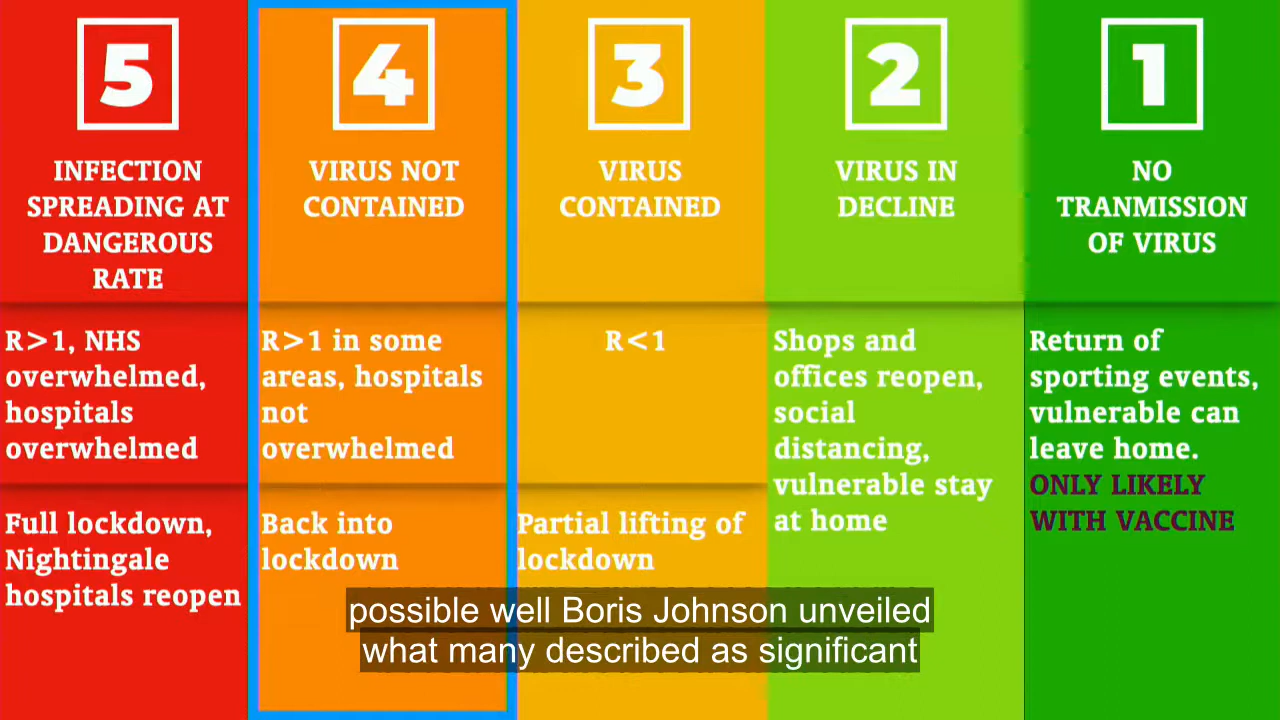 5
INFECTION
SPREADING AT
DANGEROUS
RATE
R>1, NHS
overwhelmed,
hospitals
overwhelmed
Full lockdown,
Nightingale
hospitals reopen
4
VIRUS NOT
CONTAINED
R>1 in some
areas, hospitals
not
overwhelmed
Back into
lockdown
3
VIRUS
CONTAINED
R<1
Partial lifting of
lockdown
2
VIRUS IN
DECLINE
Shops and
offices reopen,
social
distancing,
vulnerable stay
at home
1
NO
TRANMISSION
OF VIRUS
Return of
sporting events,
vulnerable can
leave home.
ONLY LIKELY
WITH VACCINE
possible well Boris Johnson unveiled
what many described as significant